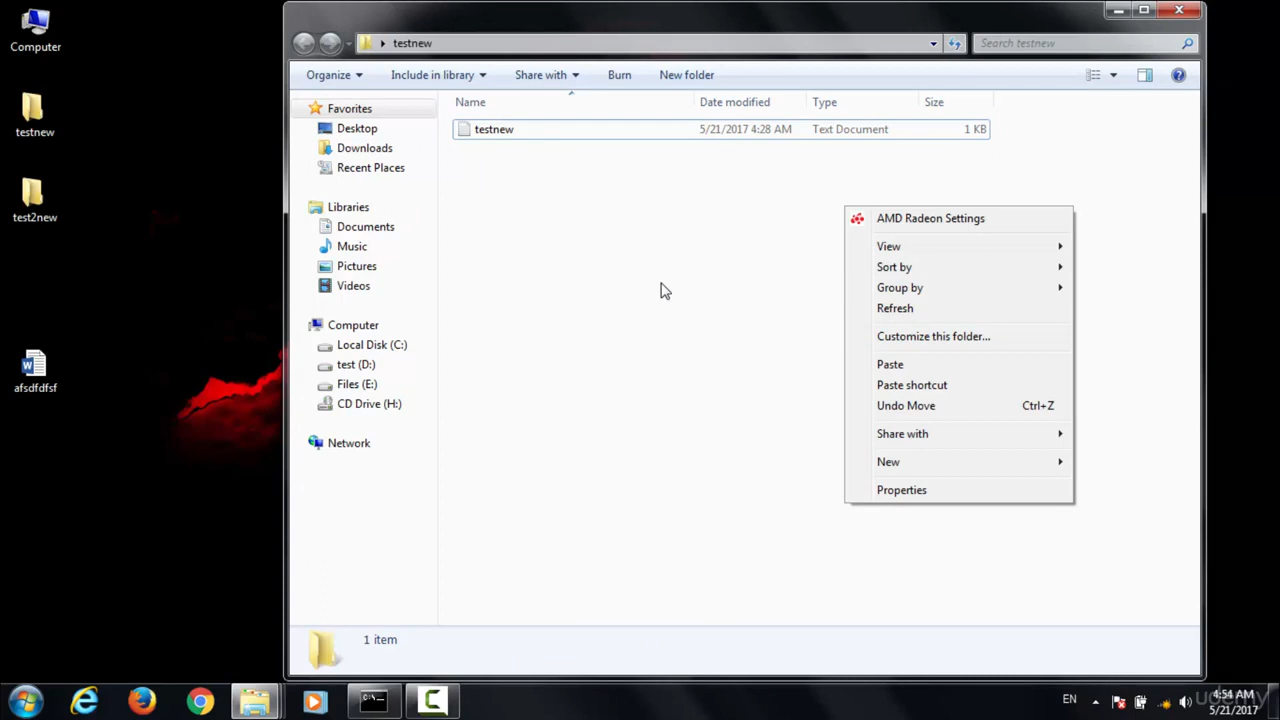 Computer
testnew
test2new
afsdfdfsf
testnew
Search testnew
Organize
Include in library
Share with
Burn
New folder
Name
Date modified
Type
Size
testnew
5/21/2017 4:28 AM
Text Document
1 KB
Favorites
Desktop
Downloads
Recent Places
Libraries
Documents
Music
Pictures
Videos
Computer
Local Disk (C:)
test (D:)
Files (E:)
CD Drive (H:)
Network
AMD Radeon Settings
View
Sort by
Group by
Refresh
Customize this folder...
Paste
Paste shortcut
Undo Move Ctrl+Z
Share with
New
Properties
1 item
EN
4:54 AM
5/21/2017
udemy